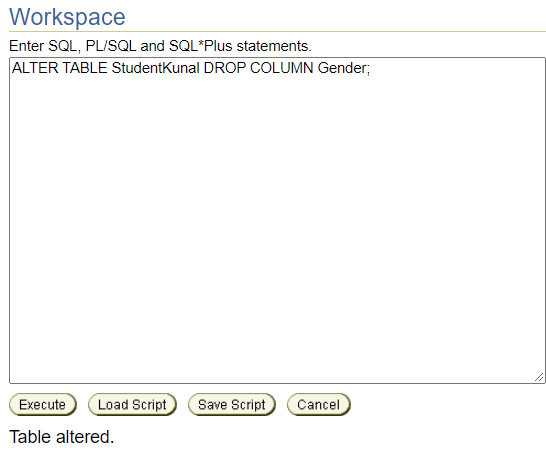 Workspace
Enter SQL, PL/SQL and SQL*Plus statements.
ALTER TABLE StudentKunal DROP COLUMN Gender;
Execute Load Script Save Script Cancel
Table altered.